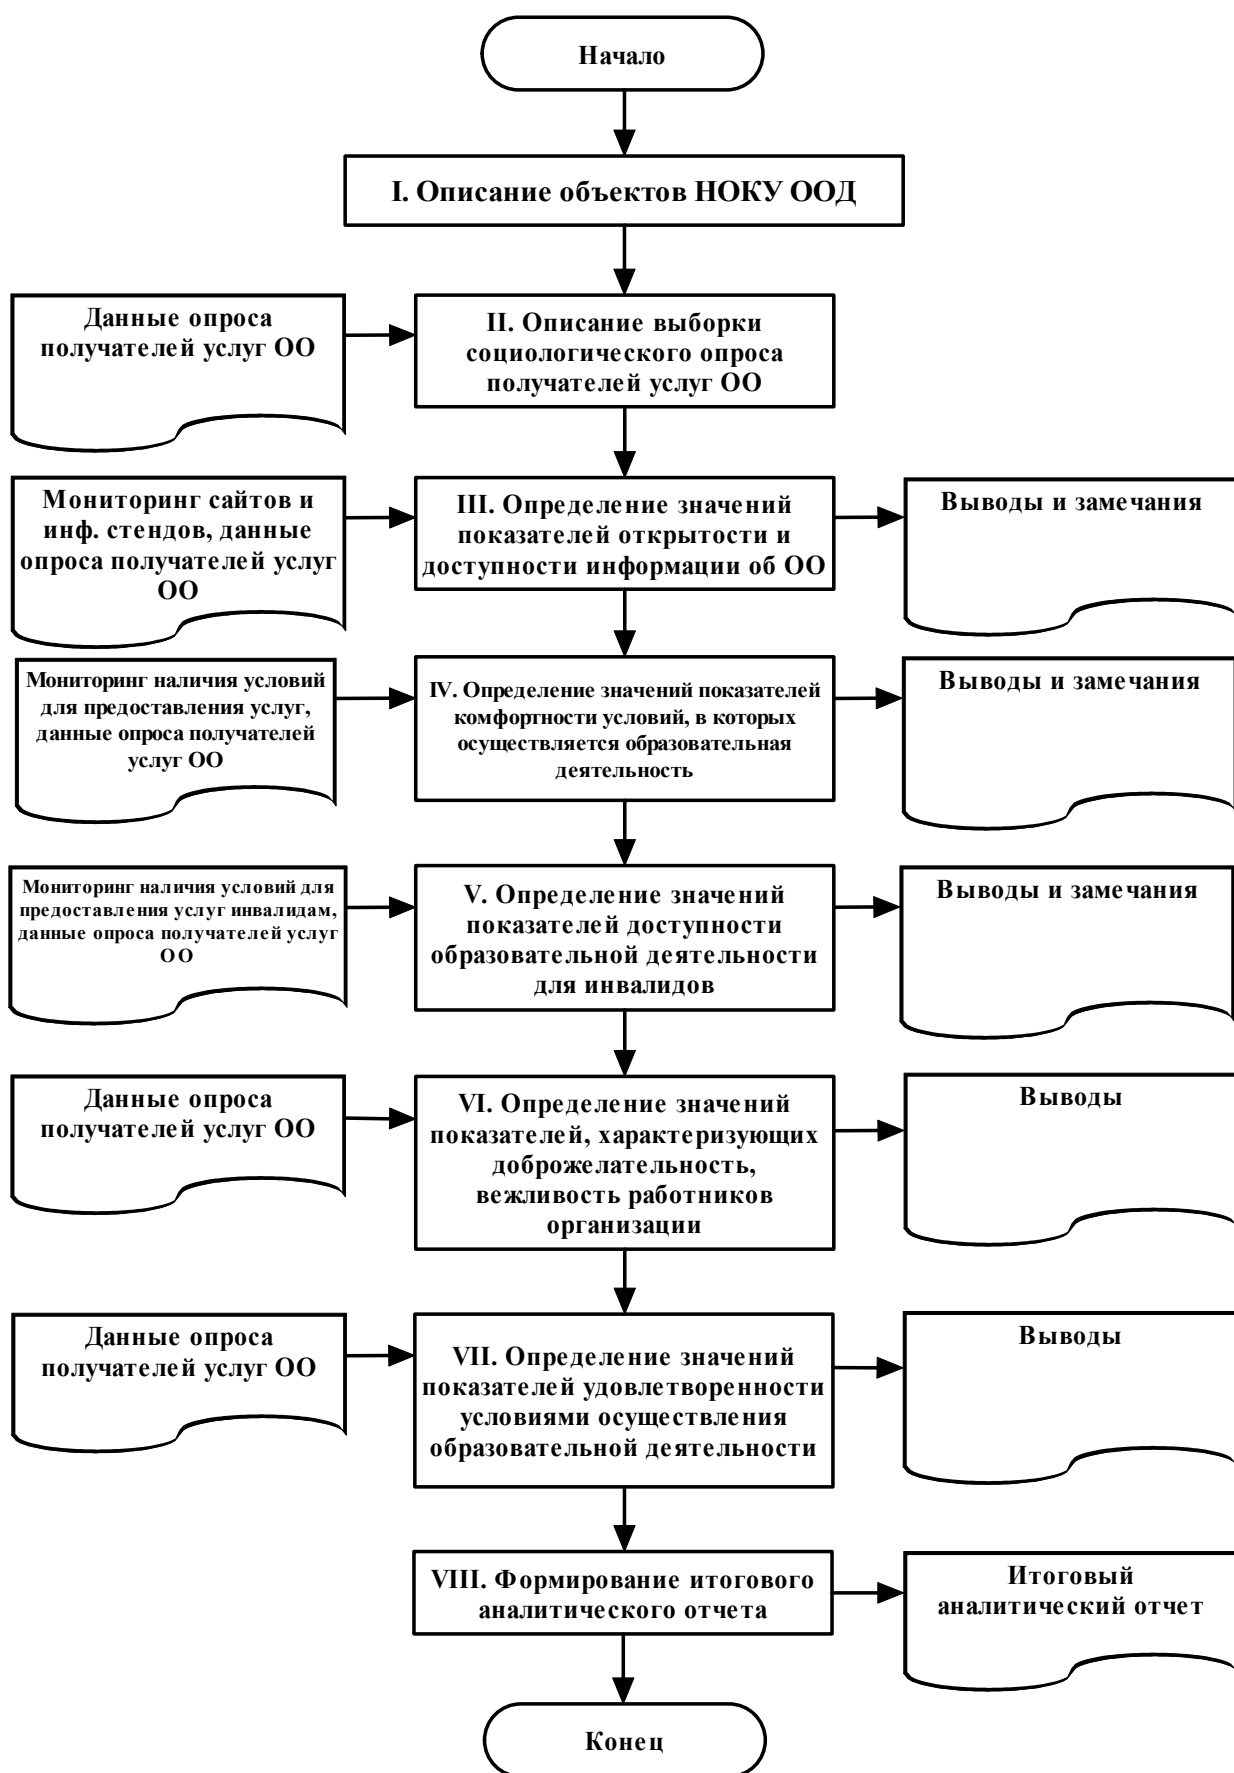 Начало
I. Описание объектов НОКУ ООД
Данные опроса
получателей услуг ОО
II. Описание выборки
социологического опроса
получателей услуг ОО
Мониторинг сайтов и
инф. стендов, данные
опроса получателей услуг
ОО
III. Определение значений
показателей открытости и
доступности информации об ОО
Выводы и замечания
Мониторинг наличия условий
для предоставления услуг,
данные опроса получателей
услуг ОО
IV. Определение значений показателей
комфортности условий, в которых
осуществляется образовательная
деятельность
Выводы и замечания
Мониторинг наличия условий для
предоставления услуг инвалидам,
данные опроса получателей услуг
ОО
V. Определение значений
показателей доступности
образовательной деятельности
для инвалидов
Выводы и замечания
Данные опроса
получателей услуг ОО
VI. Определение значений
показателей, характеризующих
доброжелательность,
вежливость работников
организации
Выводы
Данные опроса
получателей услуг ОО
VII. Определение значений
показателей удовлетворенности
условиями осуществления
образовательной деятельности
Выводы
VIII. Формирование итогового
аналитического отчета
Итоговый
аналитический отчет
Конец